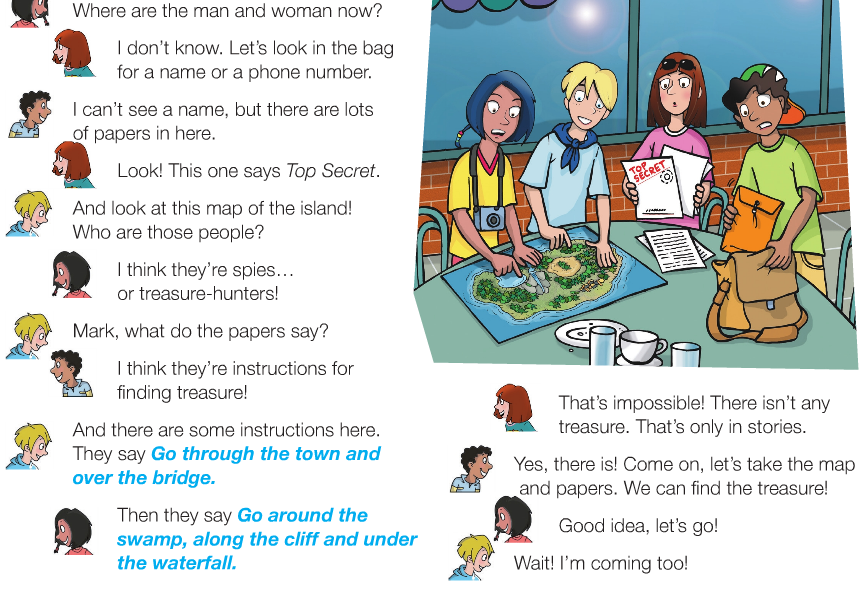 Where are the man and woman now?
I don't know. Let's look in the bag
for a name or a phone number.
I can't see a name, but there are lots
of papers in here.
Look! This one says Top Secret.
And look at this map of the island!
Who are those people?
I think they're spies…
or treasure-hunters!
Mark, what do the papers say?
I think they're instructions for
finding treasure!
And there are some instructions here.
They say Go through the town and
over the bridge.
Then they say Go around the
swamp, along the cliff and under
the waterfall.
TOP
SECRET
That's impossible! There isn't any
treasure. That's only in stories.
Yes, there is! Come on, let's take the map
and papers. We can find the treasure!
Good idea, let's go!
Wait! I'm coming too!